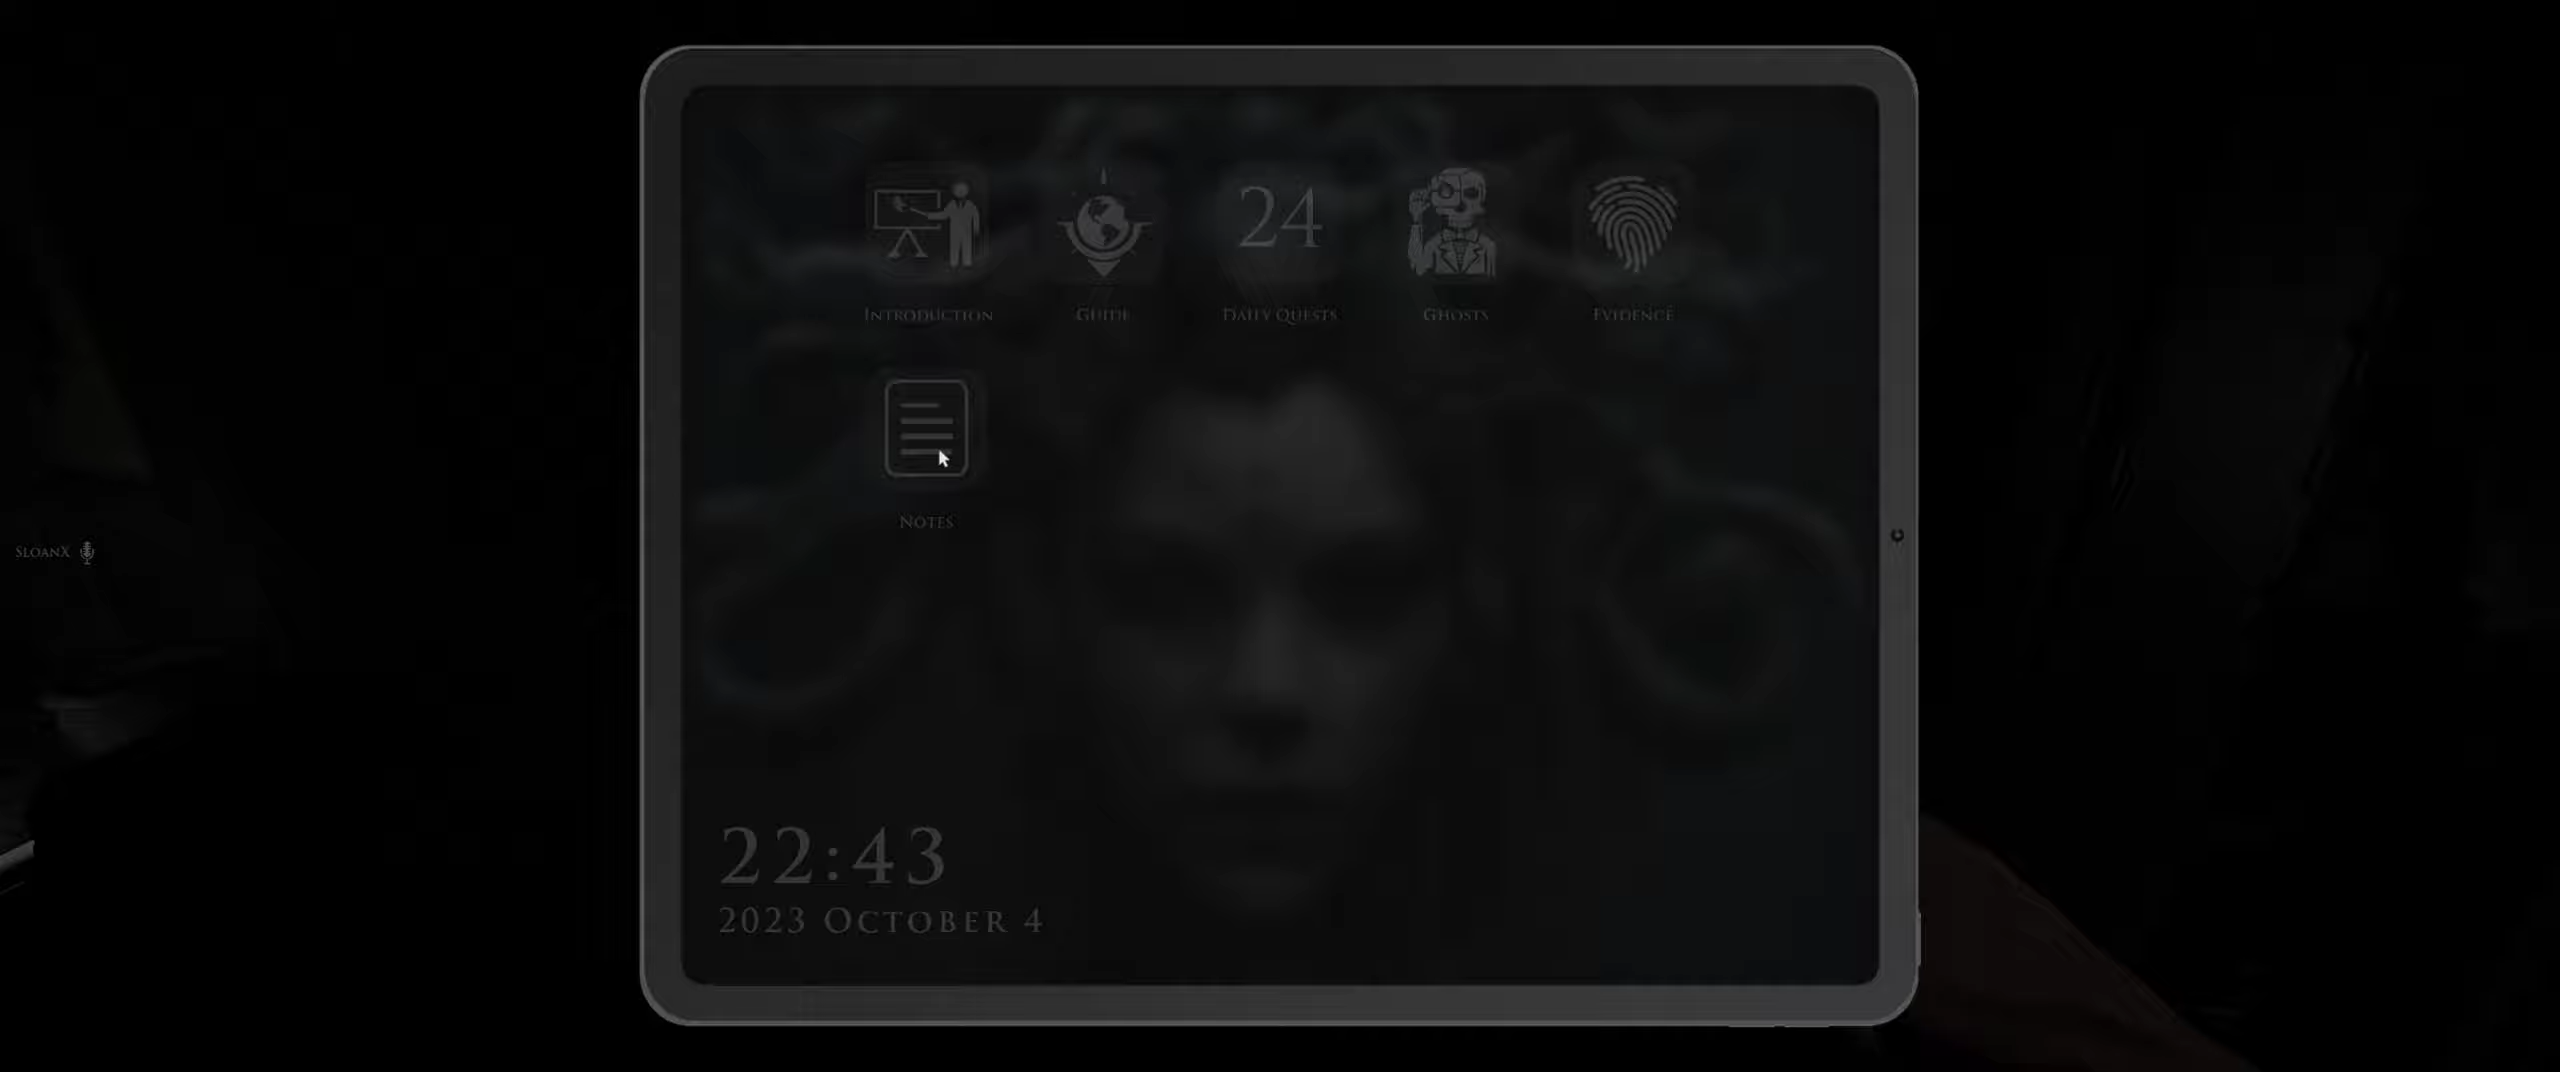 24
Introduction
Guide
Daily Quests
Ghosts
Evidence
Notes
SloanX
22:43
2023 October 4